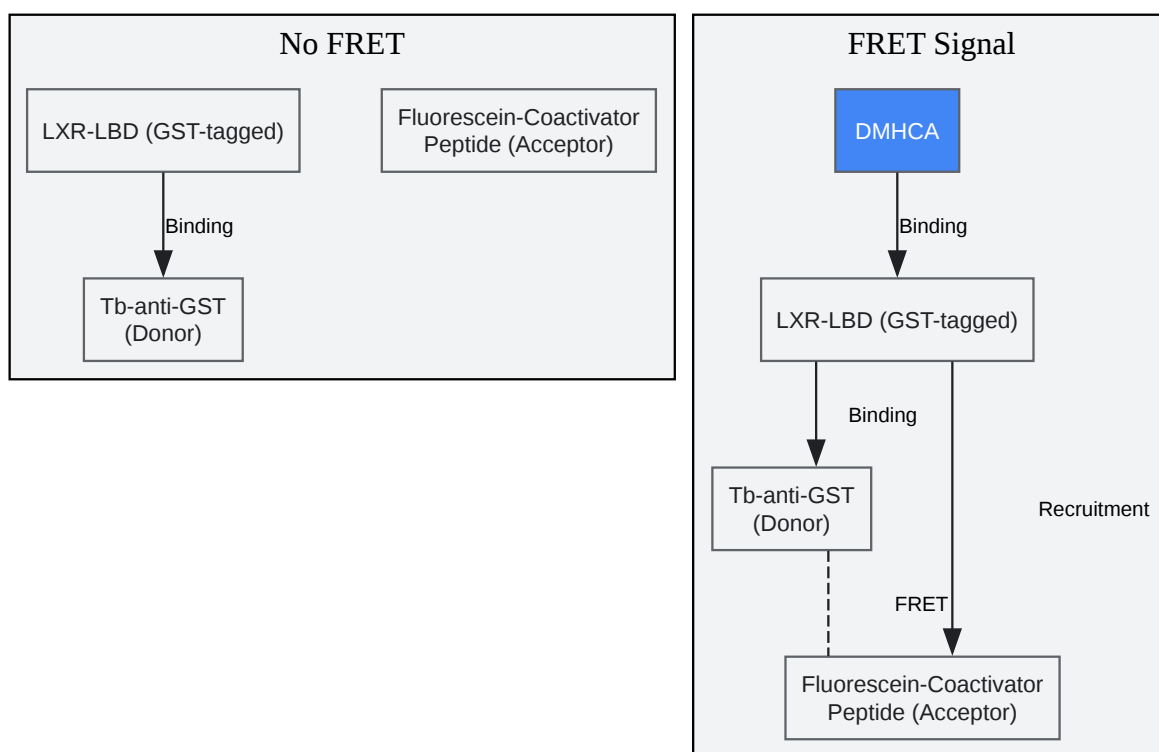 No FRET
LXR-LBD (GST-tagged)
Fluorescein-Coactivator
Peptide (Acceptor)
Binding
Tb-anti-GST
(Donor)
FRET Signal
DMHCA
Binding
LXR-LBD (GST-tagged)
Binding
Tb-anti-GST
(Donor)
Recruitment
FRET
Fluorescein-Coactivator
Peptide (Acceptor)